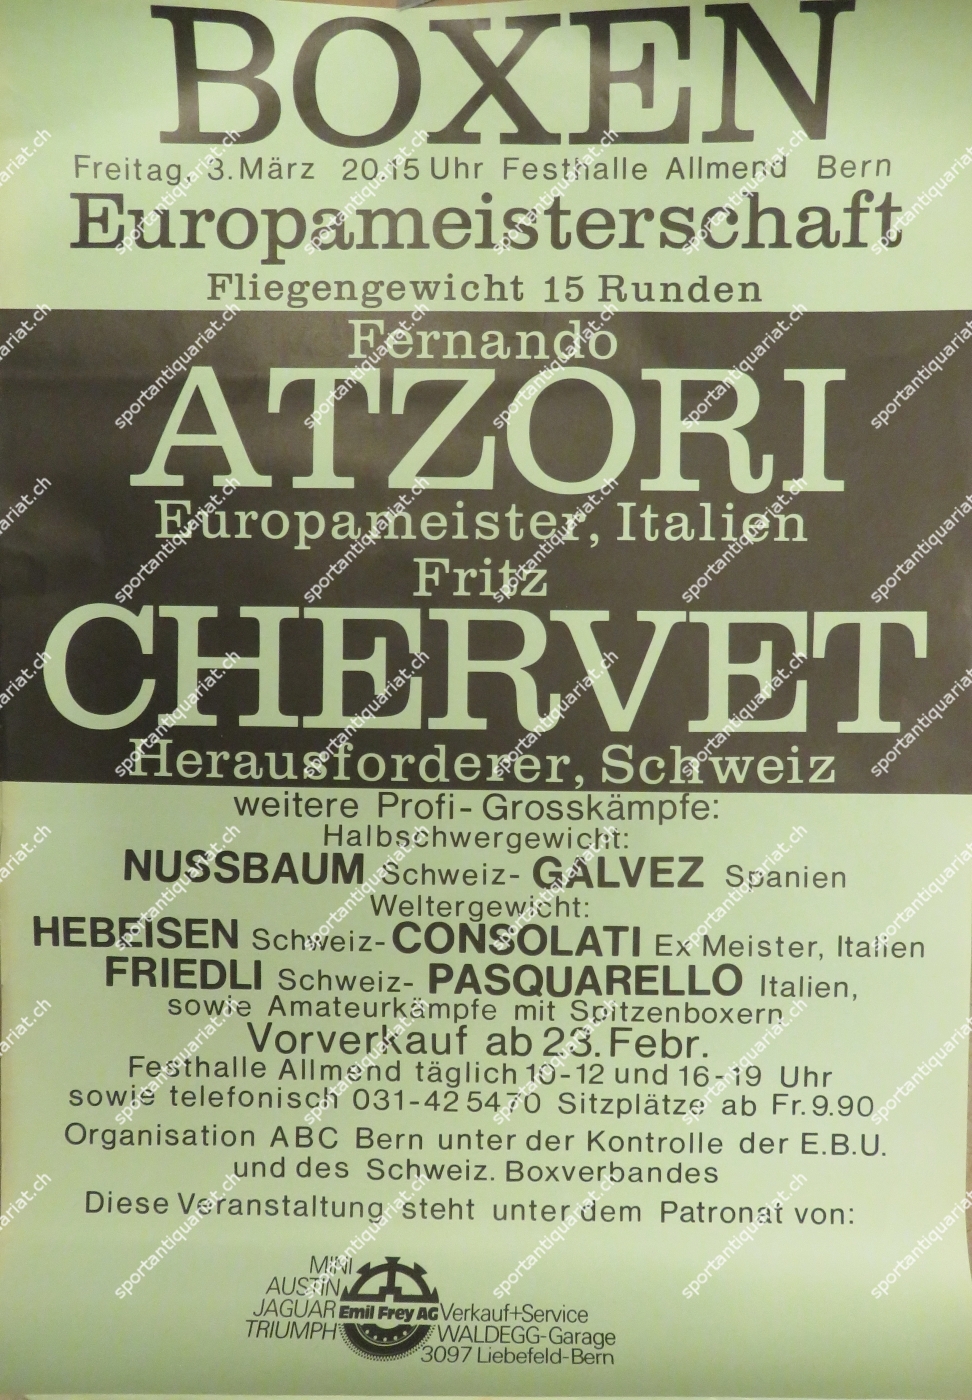 BOXEN
Freitag, 3. März 20.15 Uhr Festhalle Allmend Bern
Europameisterschaft
Fliegengewicht 15 Runden
Fernando
ATZORI
Europameister, Italien
Fritz
CHERVET
Herausforderer, Schweiz
weitere Profi-Grosskämpfe:
Halbschwergewicht:
NUSSBAUM Schweiz- GALVEZ Spanien
Weltergewicht:
HEBEISEN Schweiz- CONSOLATI Ex Meister, Italien
FRIEDLI Schweiz- PASQUARELLO Italien,
sowie Amateurkämpfe mit Spitzenboxern
Vorverkauf ab 23. Febr.
Festhalle Allmend täglich 10-12 und 16-19 Uhr
sowie telefonisch 031-42 54 70 Sitzplätze ab Fr. 9.90
Organisation ABC Bern unter der Kontrolle der E.B.U.
und des Schweiz. Boxverbandes
Diese Veranstaltung steht unter dem Patronat von:
MINI
AUSTIN
JAGUAR Emil Frey AG Verkauf+Service
TRIUMPH WALDEGG-Garage
3097 Liebefeld-Bern
sportantiquariat.ch